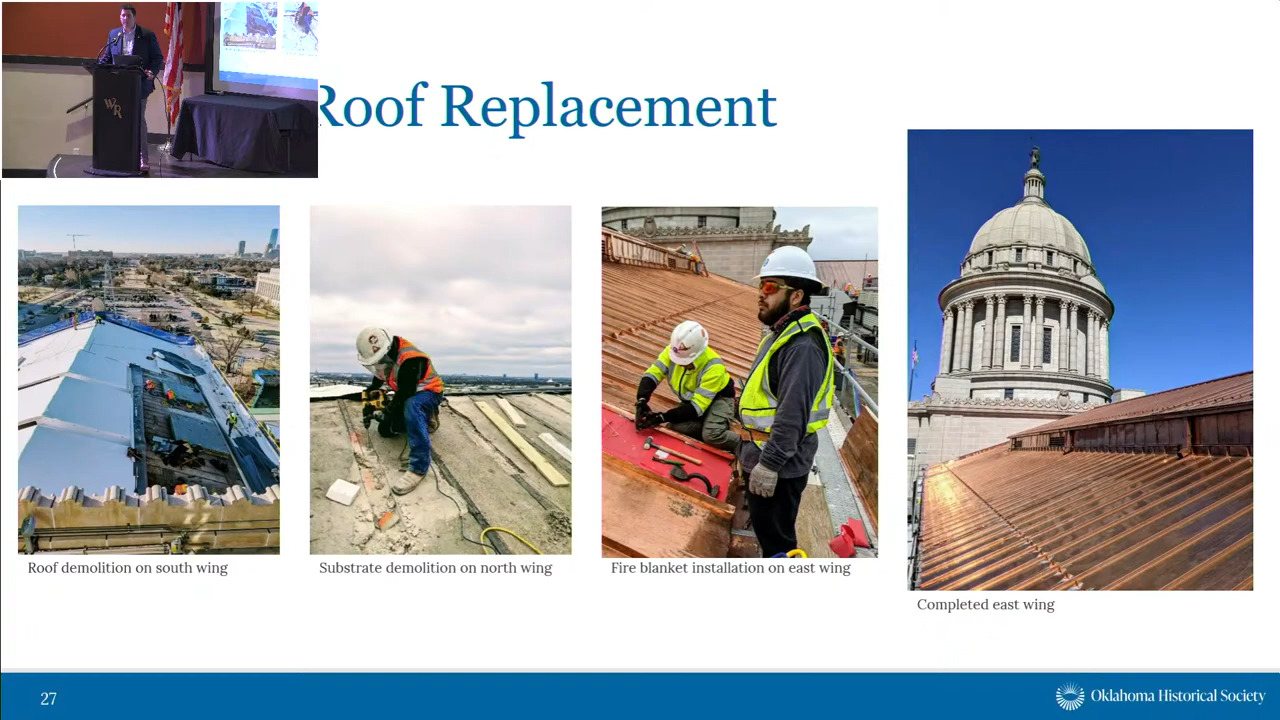 WR
Roof Replacement
Roof demolition on south wing
Substrate demolition on north wing
Fire blanket installation on east wing
Completed east wing
27
Oklahoma Historical Society